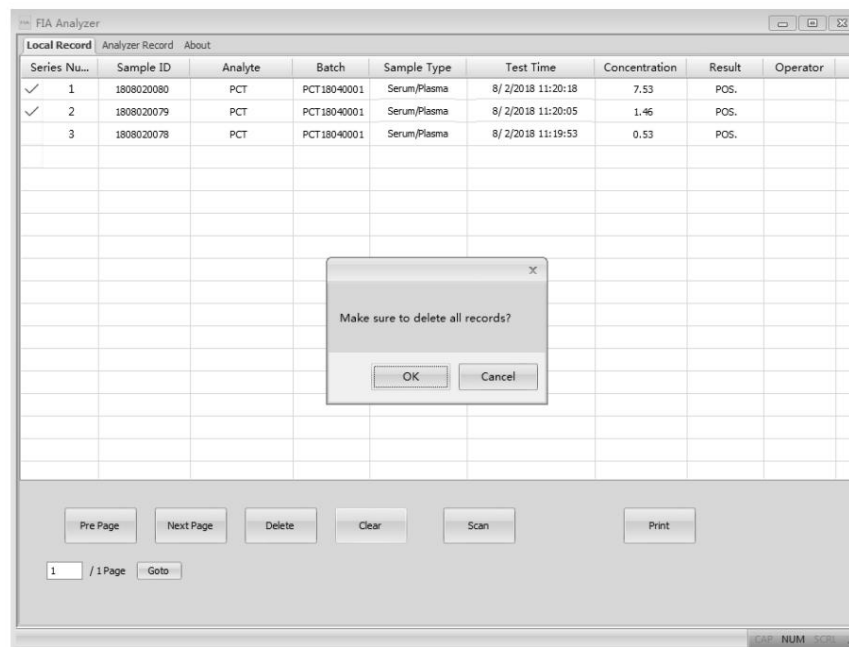 FIA Analyzer
Local Record Analyzer Record About
Series Nu... Sample ID Analyte Batch Sample Type Test Time Concentration Result Operator
1 1808020080 PCT PCT18040001 Serum/Plasma 8/ 2/2018 11:20:18 7.53 POS.
2 1808020079 PCT PCT18040001 Serum/Plasma 8/ 2/2018 11:20:05 1.46 POS.
3 1808020078 PCT PCT18040001 Serum/Plasma 8/ 2/2018 11:19:53 0.53 POS.
Make sure to delete all records?
OK Cancel
Pre Page Next Page Delete Clear Scan Print
1 / 1 Page Goto
CAP NUM SCRL